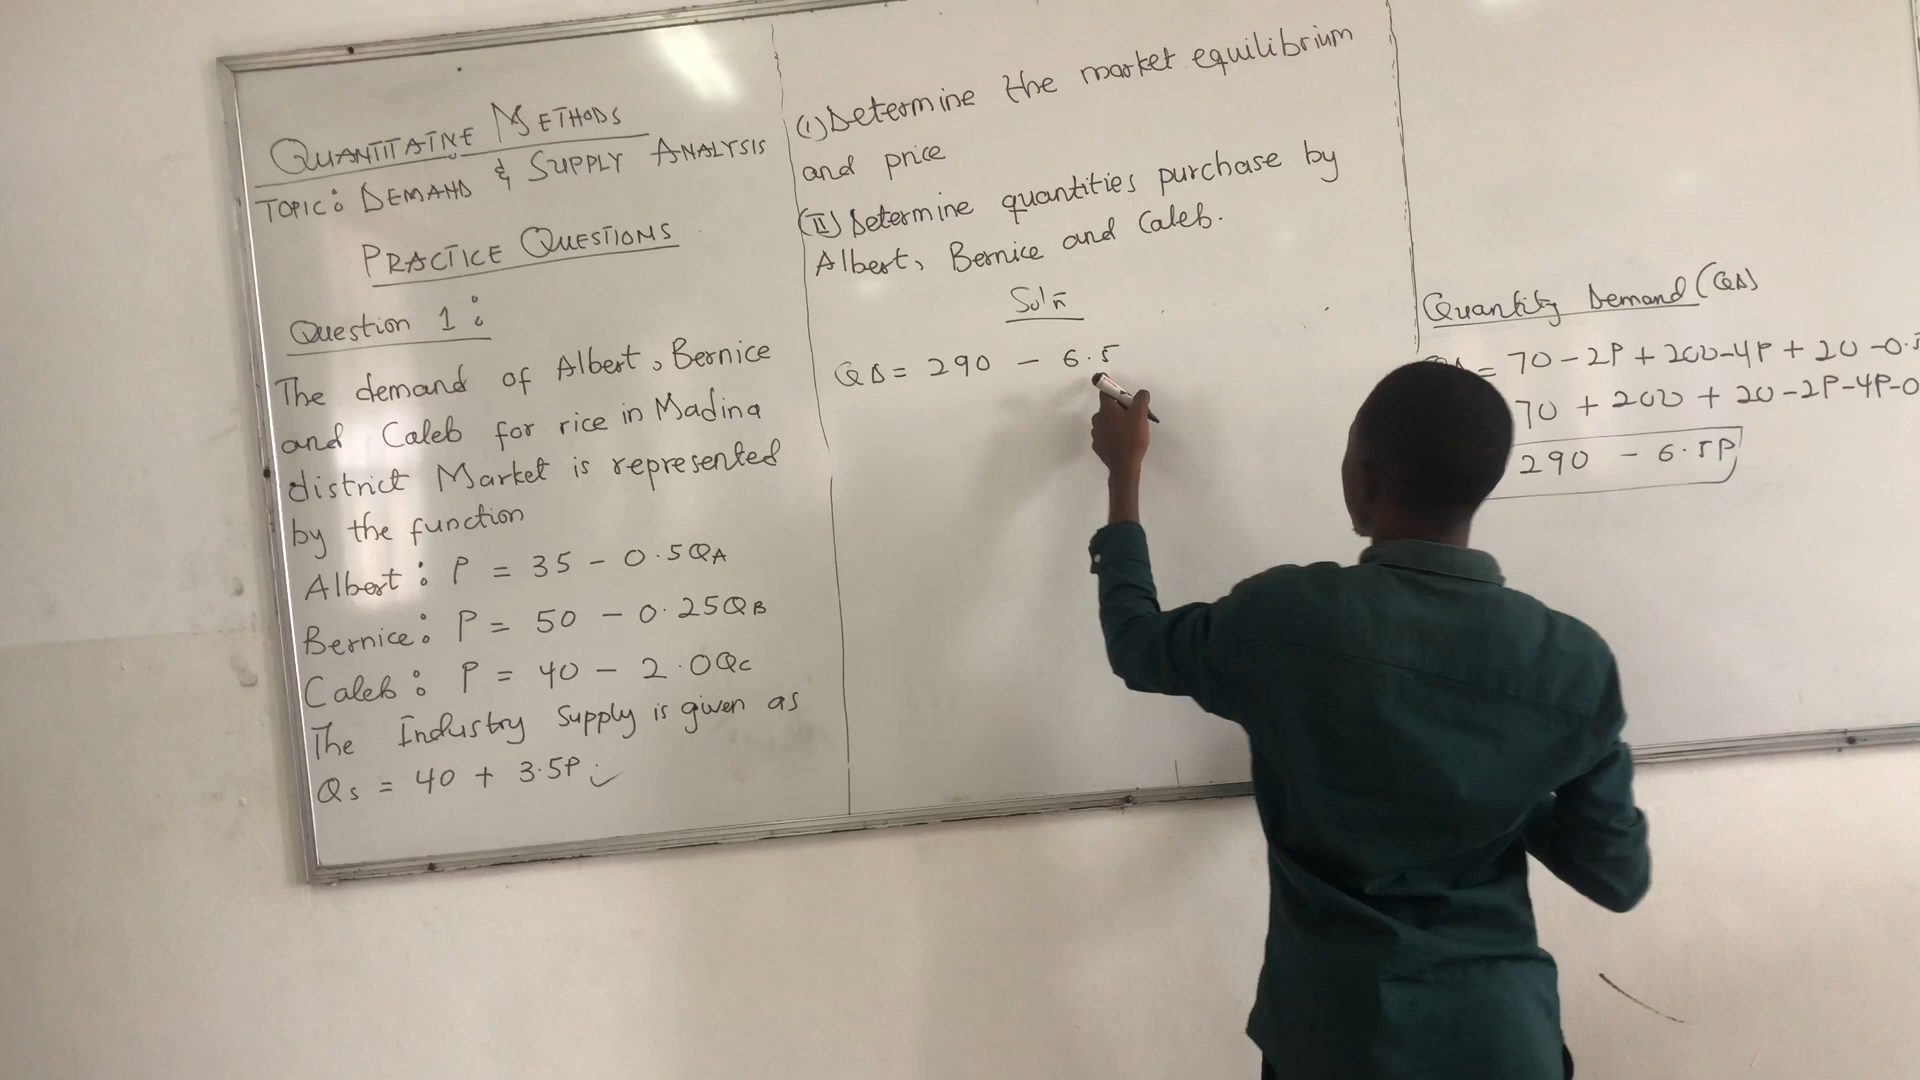 QUANTITATIVE METHODS
TOPIC: DEMAND & SUPPLY ANALYSIS
PRACTICE QUESTIONS
Question 1:
The demand of Albert, Bernice
and Caleb for rice in Madina
district Market is represented
by the function
Albert: P = 35 - 0.5QA
Bernice: P = 50 - 0.25QB
Caleb: P = 40 - 2.0QC
The Industry Supply is given as
Qs = 40 + 3.5P
(I) Determine the market equilibrium
and price
(II) Determine quantities purchase by
Albert, Bernice and Caleb.
Sol'n
QD = 290 - 6.5
Quantity Demand (QD)
= 70 - 2P + 200 - 4P + 20 - 0.5
70 + 200 + 20 - 2P - 4P - 0
290 - 6.5P